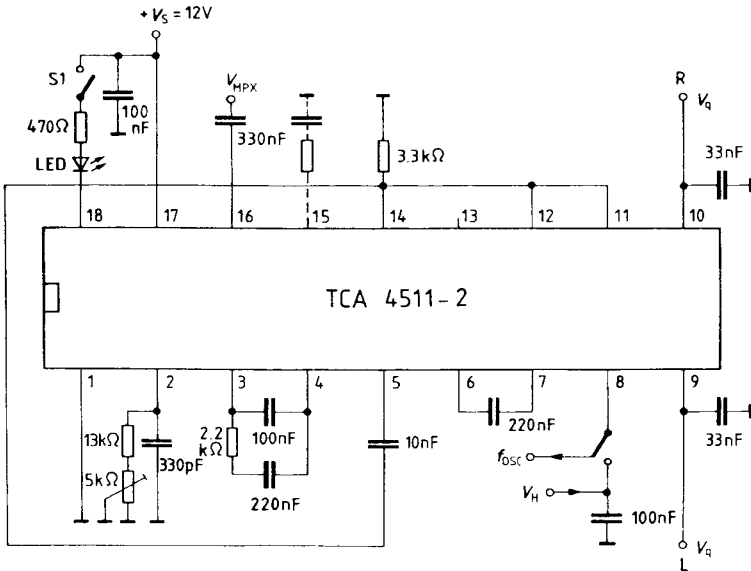 + Vs = 12V
S1
100 nF
470Ω
LED
VMPX
330nF
3.3kΩ
R
Vq
33nF
18 17 16 15 14 13 12 11 10
TCA 4511-2
1 2 3 4 5 6 7 8 9
13kΩ
5kΩ
330pF
2.2 kΩ
100nF
220nF
10nF
220nF
fOSC
VH
100nF
33nF
Vq
L